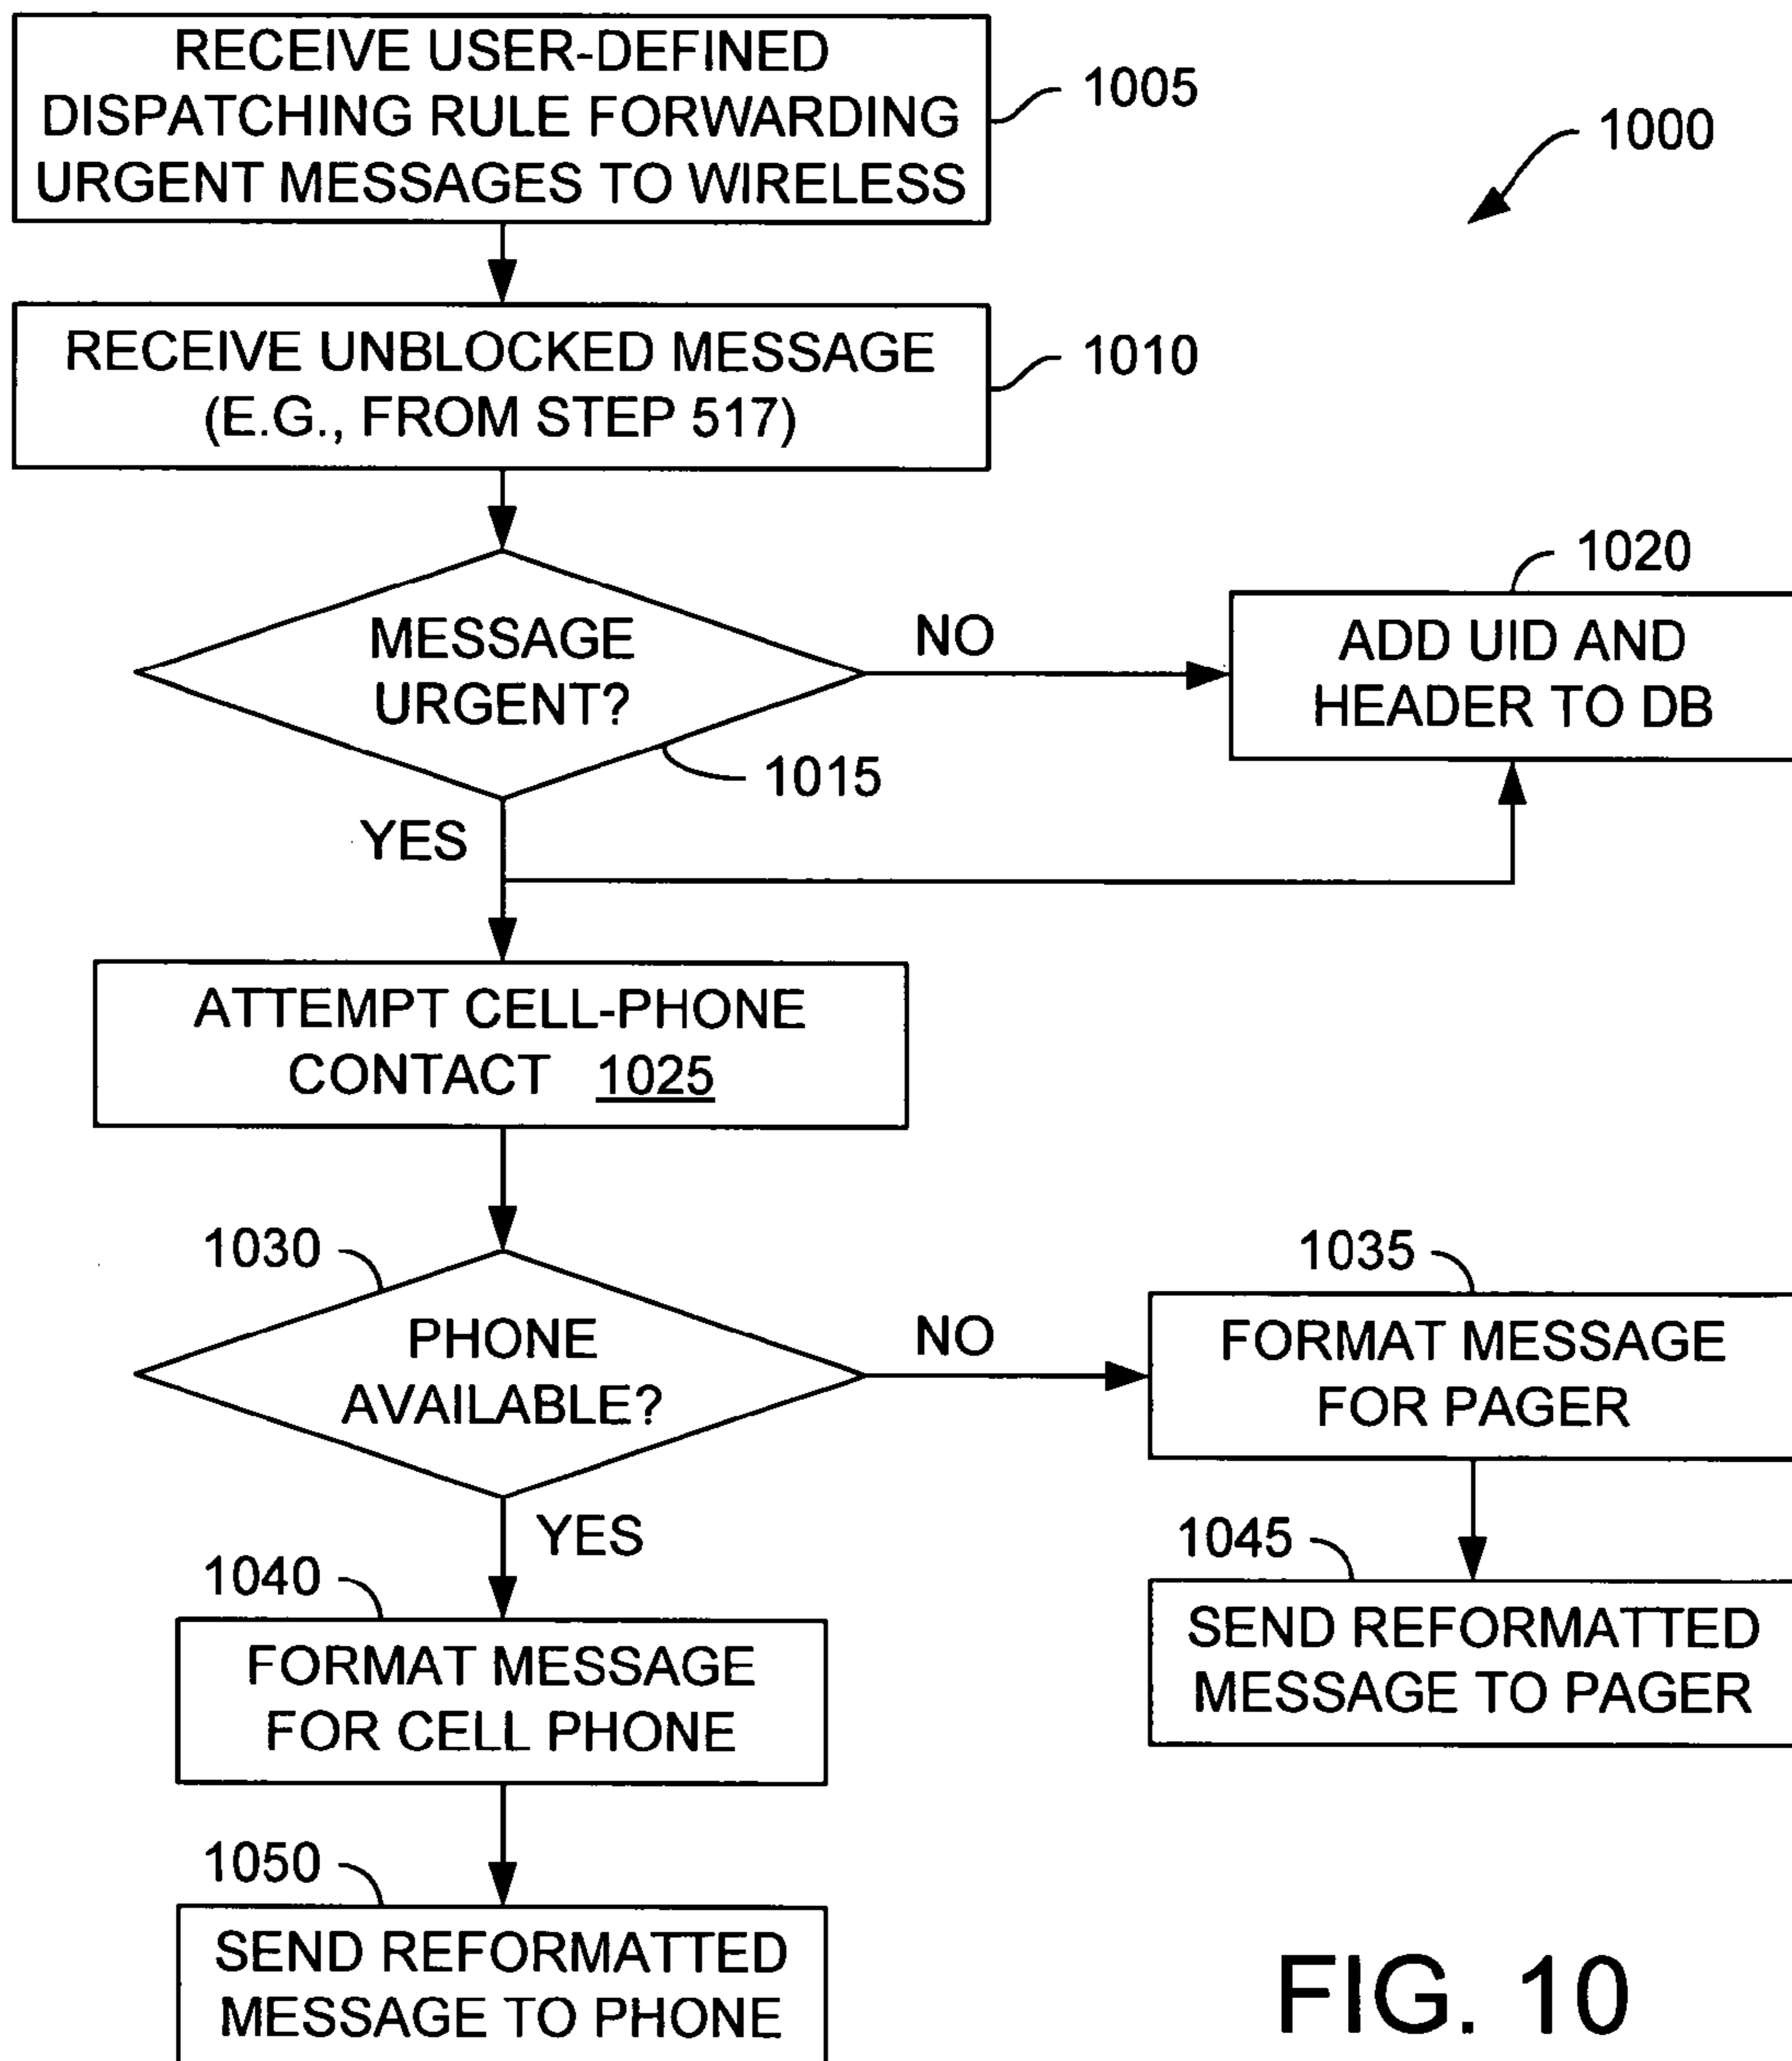 RECEIVE USER-DEFINED
DISPATCHING RULE FORWARDING
URGENT MESSAGES TO WIRELESS
1005
1000
RECEIVE UNBLOCKED MESSAGE
(E.G., FROM STEP 517)
1010
MESSAGE
URGENT?
1015
NO
1020
ADD UID AND
HEADER TO DB
YES
ATTEMPT CELL-PHONE
CONTACT 1025
1030
PHONE
AVAILABLE?
NO
1035
FORMAT MESSAGE
FOR PAGER
YES
1045
SEND REFORMATTED
MESSAGE TO PAGER
1040
FORMAT MESSAGE
FOR CELL PHONE
1050
SEND REFORMATTED
MESSAGE TO PHONE
FIG. 10